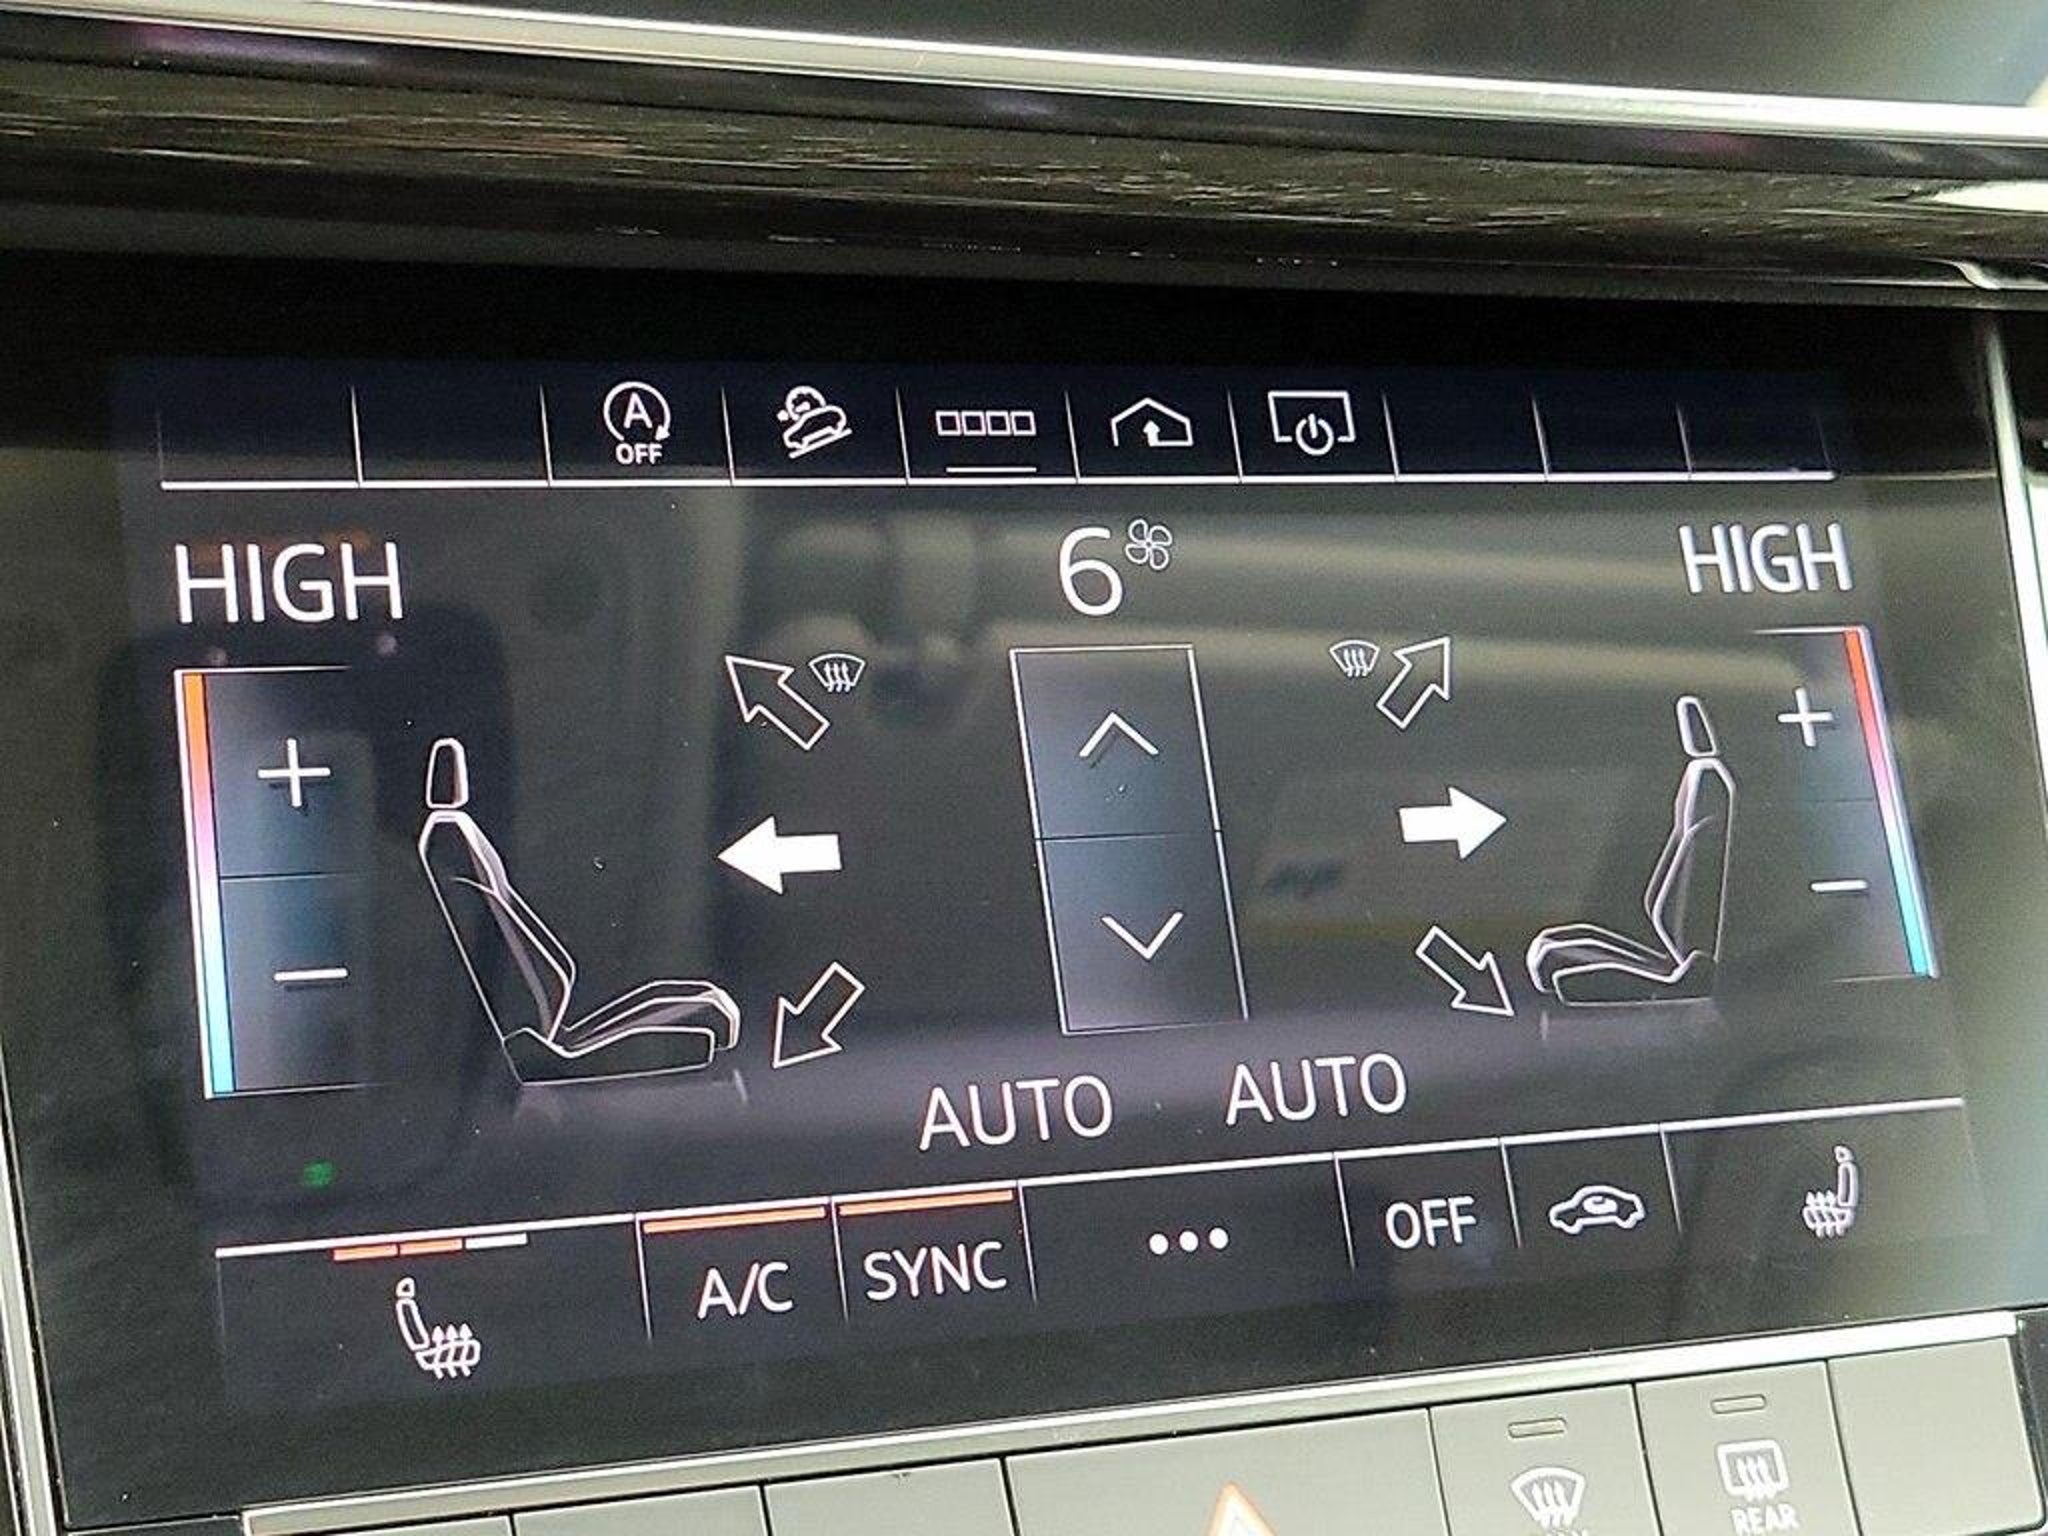 A
OFF
HIGH 6 HIGH
AUTO AUTO
A/C SYNC ••• OFF
REAR